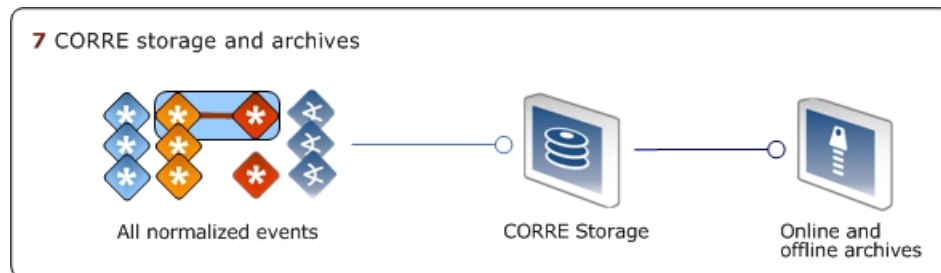 7 CORRE storage and archives
All normalized events
CORRE Storage
Online and
offline archives